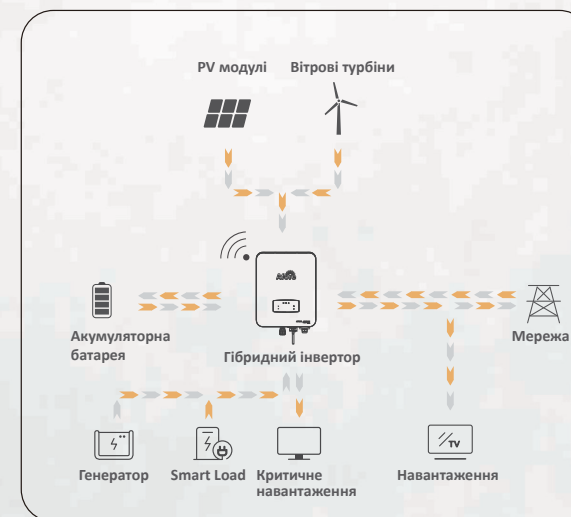 PV модулі
Вітрові турбіни
Акумуляторна
батарея
Гібридний інвертор
Мережа
TV
Генератор
Smart Load
Критичне
навантаження
Навантаження